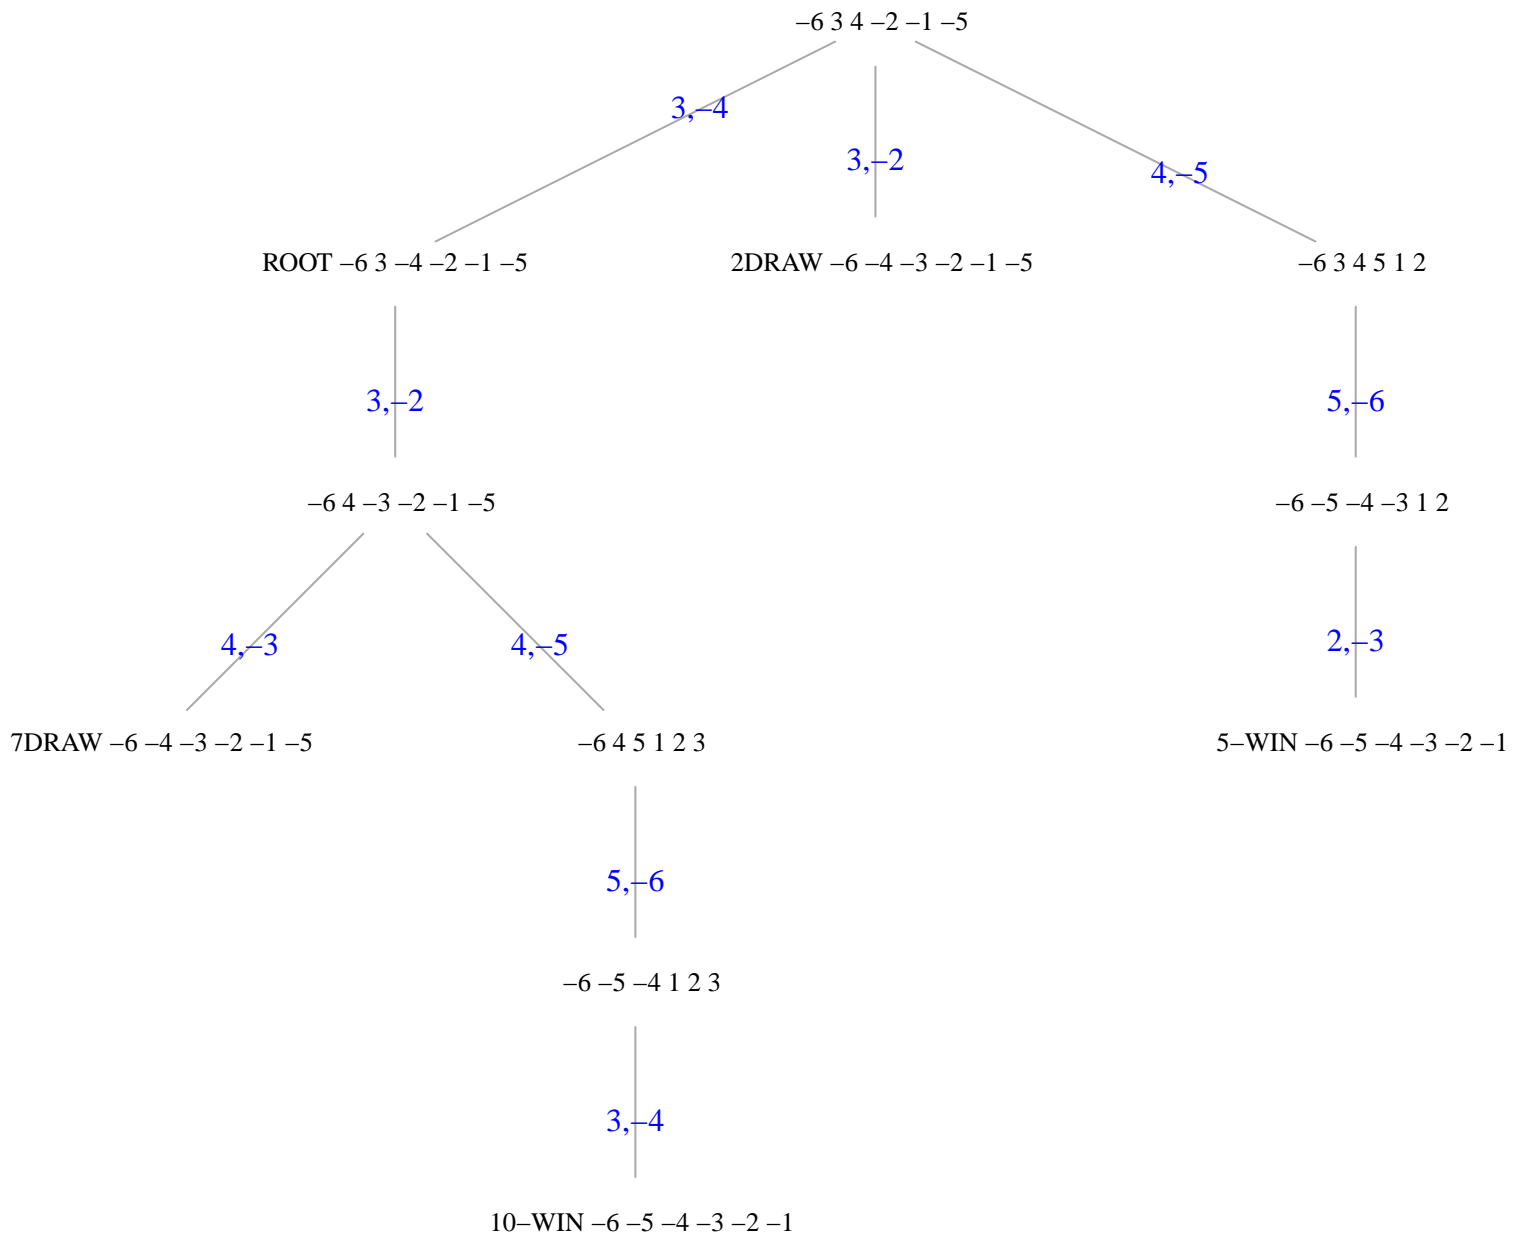 –6 3 4 –2 –1 –5
3,–4
3,–2
4,–5
ROOT –6 3 –4 –2 –1 –5
2DRAW –6 –4 –3 –2 –1 –5
–6 3 4 5 1 2
3,–2
5,–6
–6 4 –3 –2 –1 –5
–6 –5 –4 –3 1 2
4,–3
4,–5
2,–3
7DRAW –6 –4 –3 –2 –1 –5
–6 4 5 1 2 3
5–WIN –6 –5 –4 –3 –2 –1
5,–6
–6 –5 –4 1 2 3
3,–4
10–WIN –6 –5 –4 –3 –2 –1